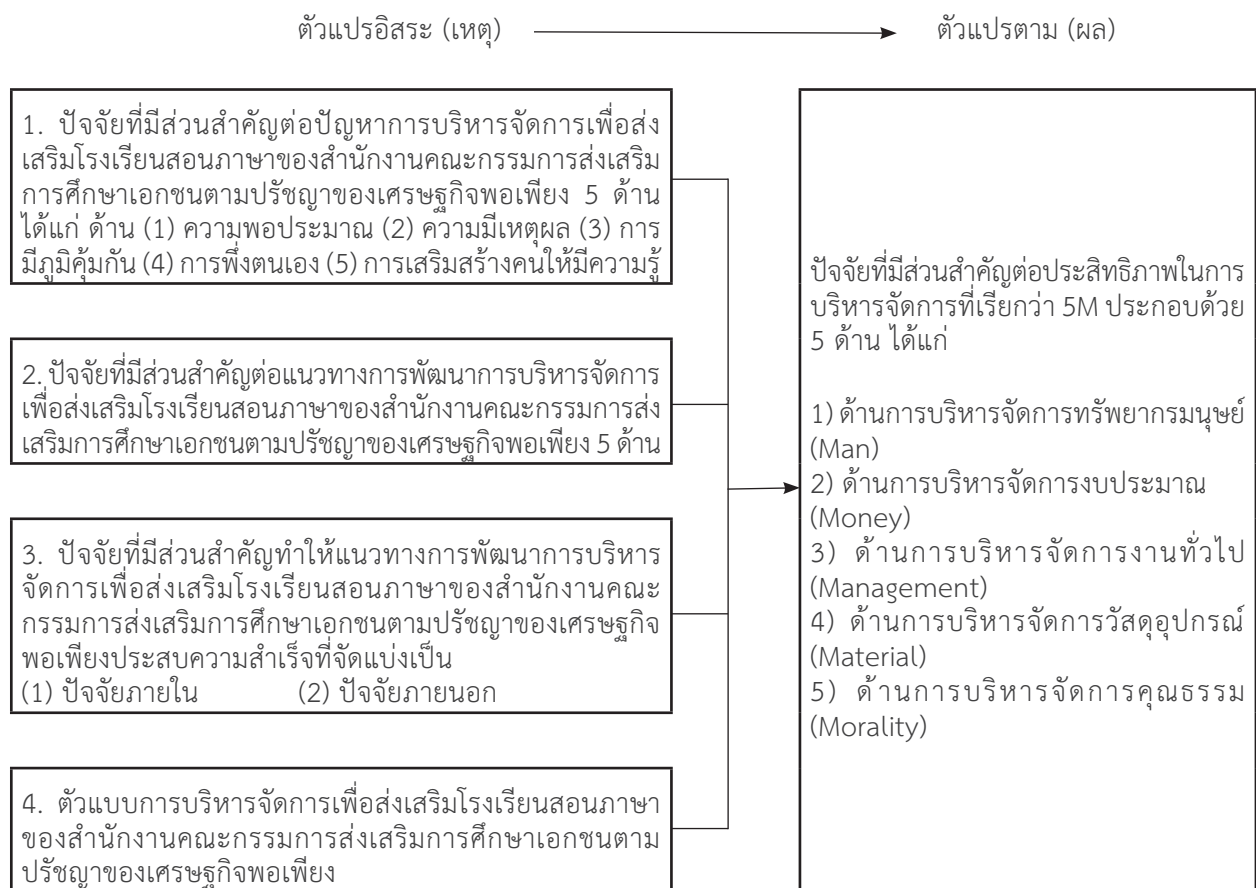 ตัวแปรอิสระ (เหตุ) ตัวแปรตาม (ผล)
1. ปัจจัยที่มีส่วนสำคัญต่อปัญหาการบริหารจัดการเพื่อส่ง
เสริมโรงเรียนสอนภาษาของสำนักงานคณะกรรมการส่งเสริม
การศึกษาเอกชนตามปรัชญาของเศรษฐกิจพอเพียง 5 ด้าน
ได้แก่ ด้าน (1) ความพอประมาณ (2) ความมีเหตุผล (3) การ
มีภูมิคุ้มกัน (4) การพึ่งตนเอง (5) การเสริมสร้างคนให้มีความรู้
2. ปัจจัยที่มีส่วนสำคัญต่อแนวทางการพัฒนาการบริหารจัดการ
เพื่อส่งเสริมโรงเรียนสอนภาษาของสำนักงานคณะกรรมการส่ง
เสริมการศึกษาเอกชนตามปรัชญาของเศรษฐกิจพอเพียง 5 ด้าน
3. ปัจจัยที่มีส่วนสำคัญทำให้แนวทางการพัฒนาการบริหาร
จัดการเพื่อส่งเสริมโรงเรียนสอนภาษาของสำนักงานคณะ
กรรมการส่งเสริมการศึกษาเอกชนตามปรัชญาของเศรษฐกิจ
พอเพียงประสบความสำเร็จที่จัดแบ่งเป็น
(1) ปัจจัยภายใน (2) ปัจจัยภายนอก
4. ตัวแบบการบริหารจัดการเพื่อส่งเสริมโรงเรียนสอนภาษา
ของสำนักงานคณะกรรมการส่งเสริมการศึกษาเอกชนตาม
ปรัชญาของเศรษฐกิจพอเพียง
ปัจจัยที่มีส่วนสำคัญต่อประสิทธิภาพในการ
บริหารจัดการที่เรียกว่า 5M ประกอบด้วย
5 ด้าน ได้แก่
1) ด้านการบริหารจัดการทรัพยากรมนุษย์
(Man)
2) ด้านการบริหารจัดการงบประมาณ
(Money)
3) ด้านการบริหารจัดการงานทั่วไป
(Management)
4) ด้านการบริหารจัดการวัสดุอุปกรณ์
(Material)
5) ด้านการบริหารจัดการคุณธรรม
(Morality)